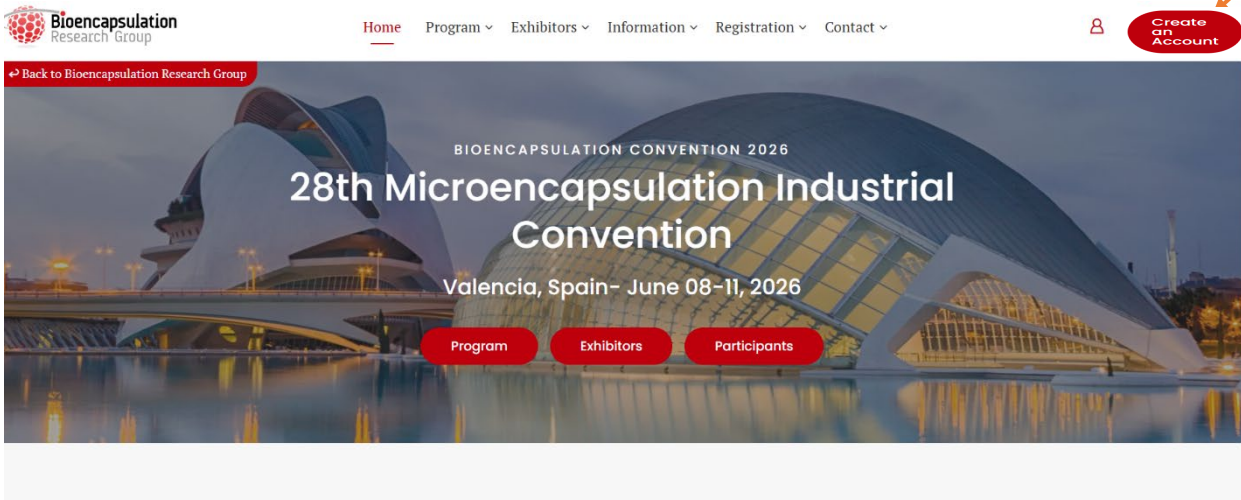 Bioencapsulation
Research Group
Home Program Exhibitors Information Registration Contact
Create
an
Account
Back to Bioencapsulation Research Group
BIOENCAPSULATION CONVENTION 2026
28th Microencapsulation Industrial
Convention
Valencia, Spain- June 08-11, 2026
Program Exhibitors Participants